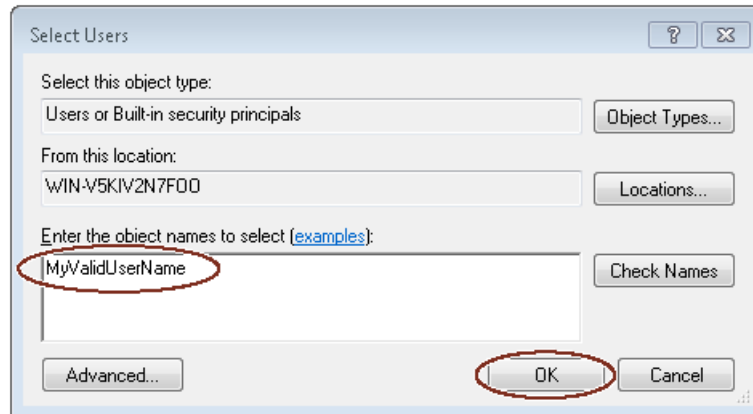 Select Users
Select this object type:
Users or Built-in security principals
Object Types...
From this location:
WIN-V5KIV2N7FOO
Locations...
Enter the object names to select (examples):
MyValidUserName
Check Names
Advanced...
OK
Cancel